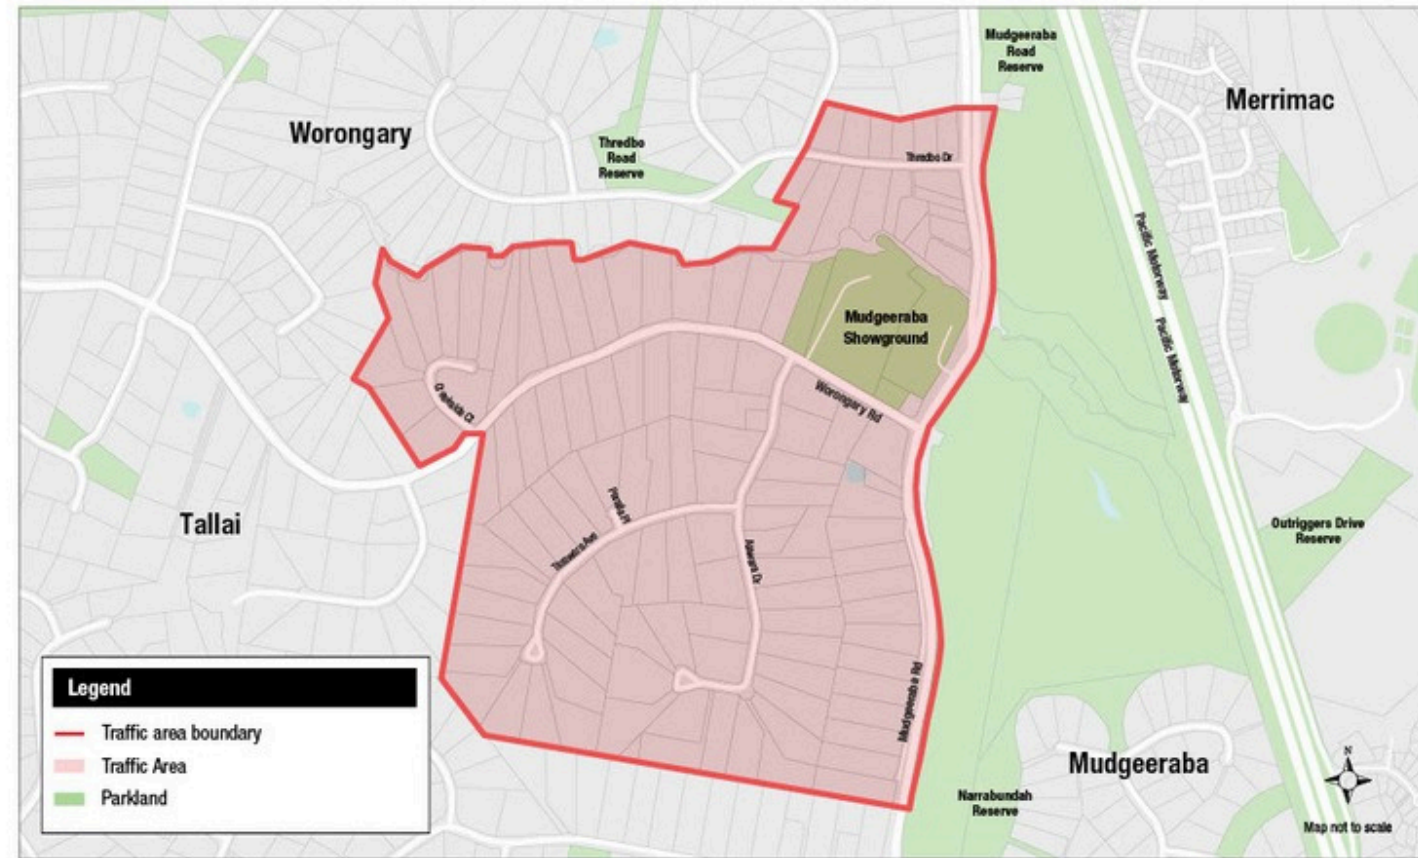 Mudgeeraba
Road
Reserve
Merrimac
Worongary
Thredbo
Road
Reserve
Thredbo Dr
Pacific Motorway
Pacific Motorway
Mudgeeraba
Showground
Worongary Rd
Tallai
Outriggers Drive
Reserve
Mudgeeraba Rd
Legend
Traffic area boundary
Traffic Area
Parkland
Mudgeeraba
Narrabundah
Reserve
N
Map not to scale